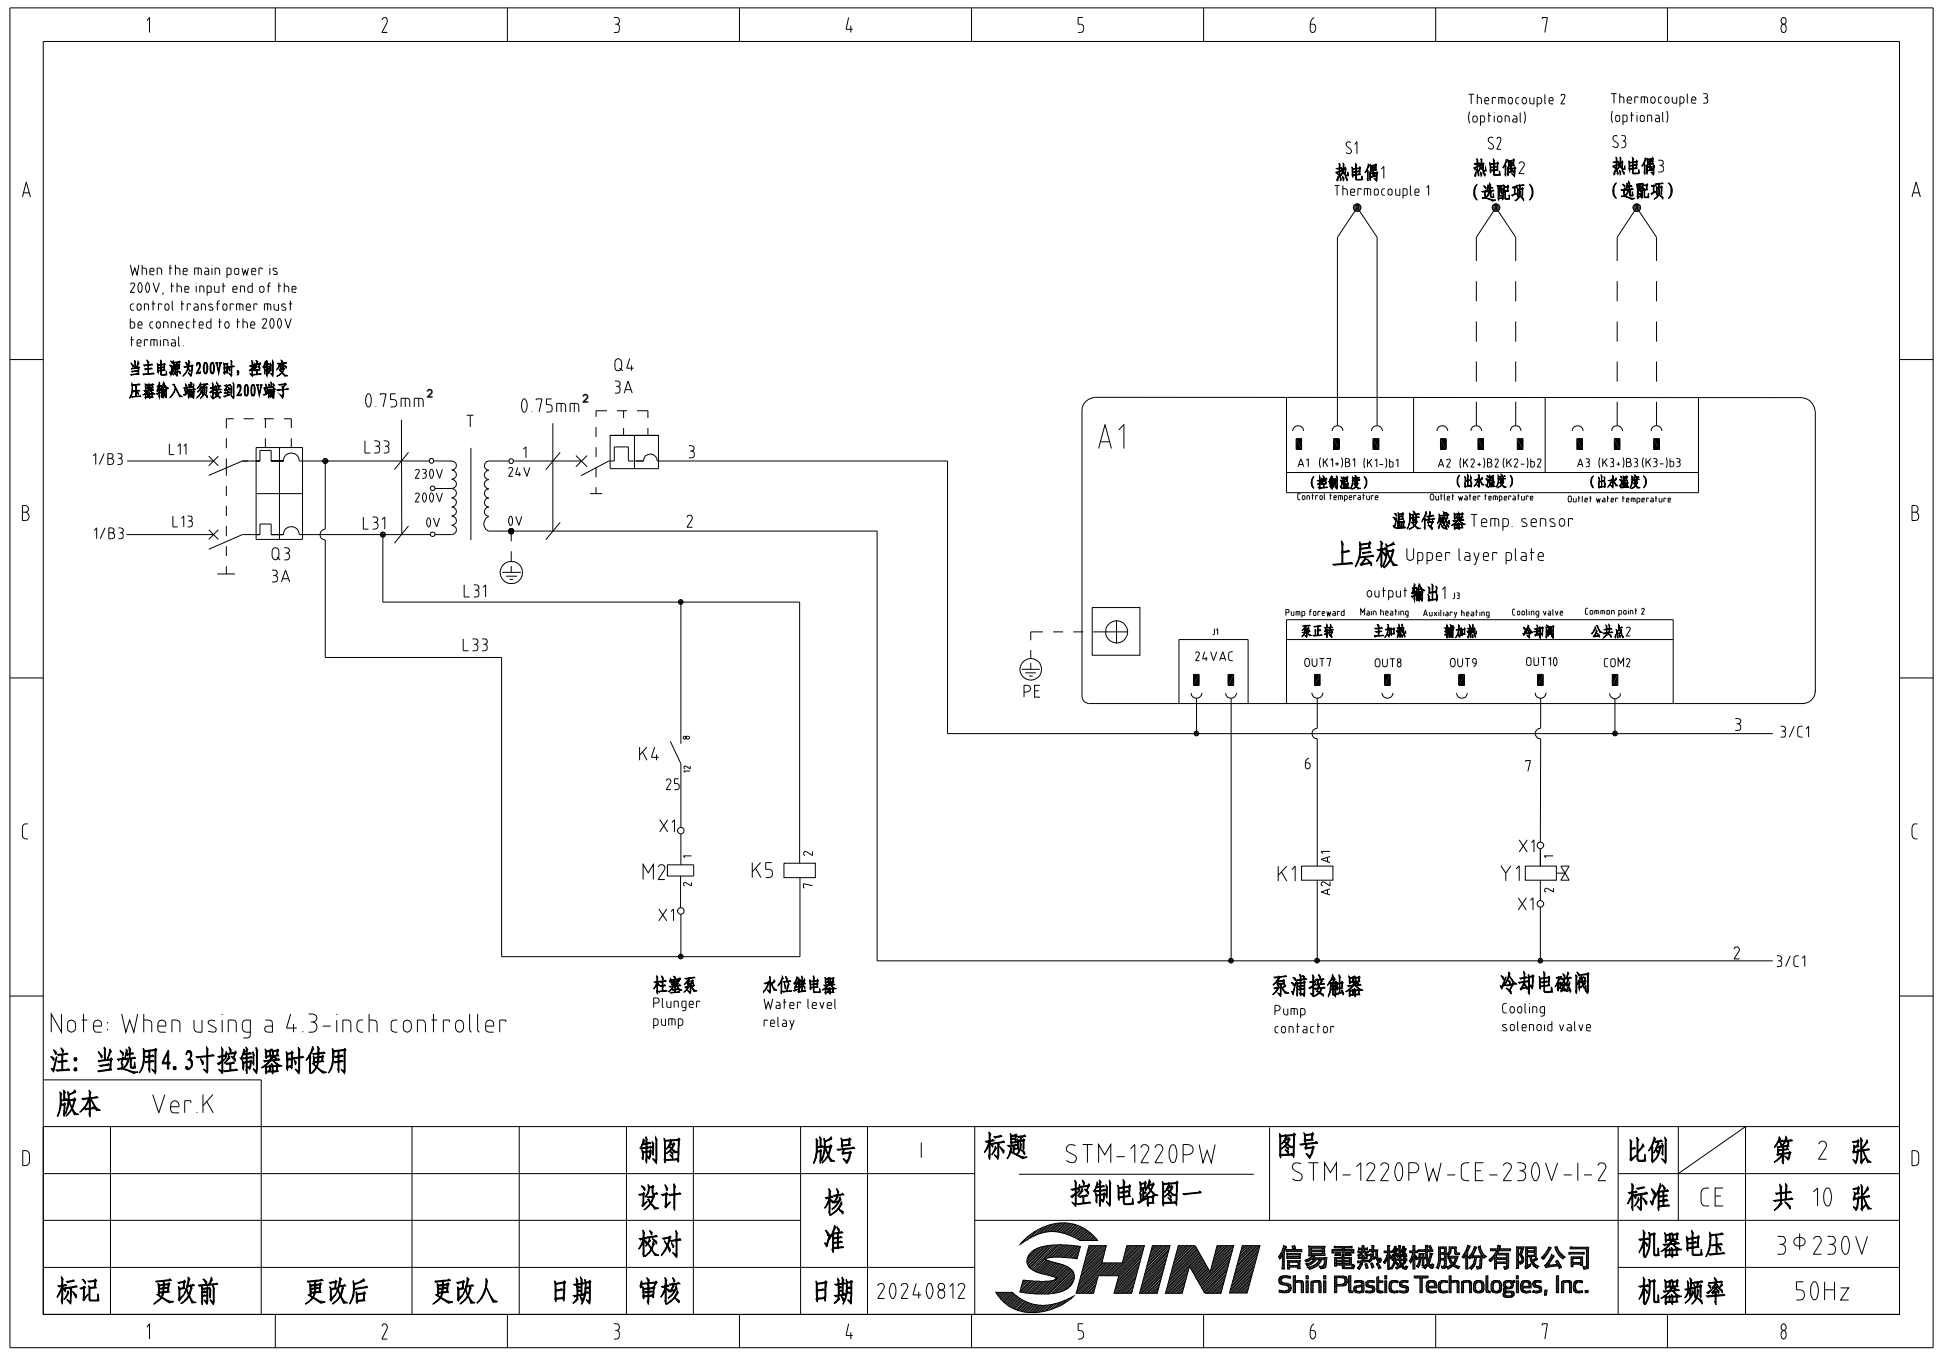 1 2 3 4 5 6 7 8
Thermocouple 2
(optional)
S2
热电偶2
(选配项)
Thermocouple 3
(optional)
S3
热电偶3
(选配项)
S1
热电偶1
Thermocouple 1
A A
When the main power is
200V, the input end of the
control transformer must
be connected to the 200V
terminal.
当主电源为200V时，控制变
压器输入端须接到200V端子
Q4
3A
0.75mm²
T
0.75mm²
1/B3 L11
L33
230V
200V
L31
0V
1
24V
0V
3
2
1/B3 L13
Q3
3A
B B
A1
A1 (K1+)B1 (K1-)b1
(控制温度)
Control temperature
A2 (K2+)B2 (K2-)b2
(出水温度)
Outlet water temperature
A3 (K3+)B3 (K3-)b3
(出水温度)
Outlet water temperature
温度传感器 Temp. sensor
上层板 Upper layer plate
output 输出1 J3
Pump foreward Main heating Auxiliary heating Cooling valve Common point 2
泵正转 主加热 辅加热 冷却阀 公共点2
OUT7 OUT8 OUT9 OUT10 COM2
J1
24VAC
PE
L31
L33
3 3/C1
6
7
K4
8
12
25
X1
M2
1
2
X1
K5
2
7
K1
A1
A2
X1
Y1
1
2
X1
C C
2 3/C1
柱塞泵
Plunger
pump
水位继电器
Water level
relay
泵浦接触器
Pump
contactor
冷却电磁阀
Cooling
solenoid valve
Note: When using a 4.3-inch controller
注：当选用4.3寸控制器时使用
版本 Ver.K
D D
制图 版号 I
设计 核准
校对
标记 更改前 更改后 更改人 日期 审核 日期 20240812
标题 STM-1220PW
控制电路图一
图号
STM-1220PW-CE-230V-I-2
比例 第 2 张
标准 CE 共 10 张
机器电压 3Φ230V
机器频率 50Hz
SHINI
信易電熱機械股份有限公司
Shini Plastics Technologies, Inc.
1 2 3 4 5 6 7 8